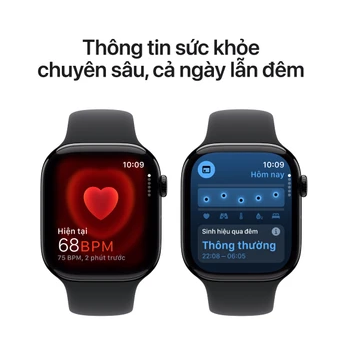 Thông tin sức khỏe
chuyên sâu, cả ngày lẫn đêm
10:09
Hiện tại
68BPM
75 BPM, 2 phút trước
10:09
Hôm nay
Sinh hiệu qua đêm
Thông thường
22:08 – 06:05